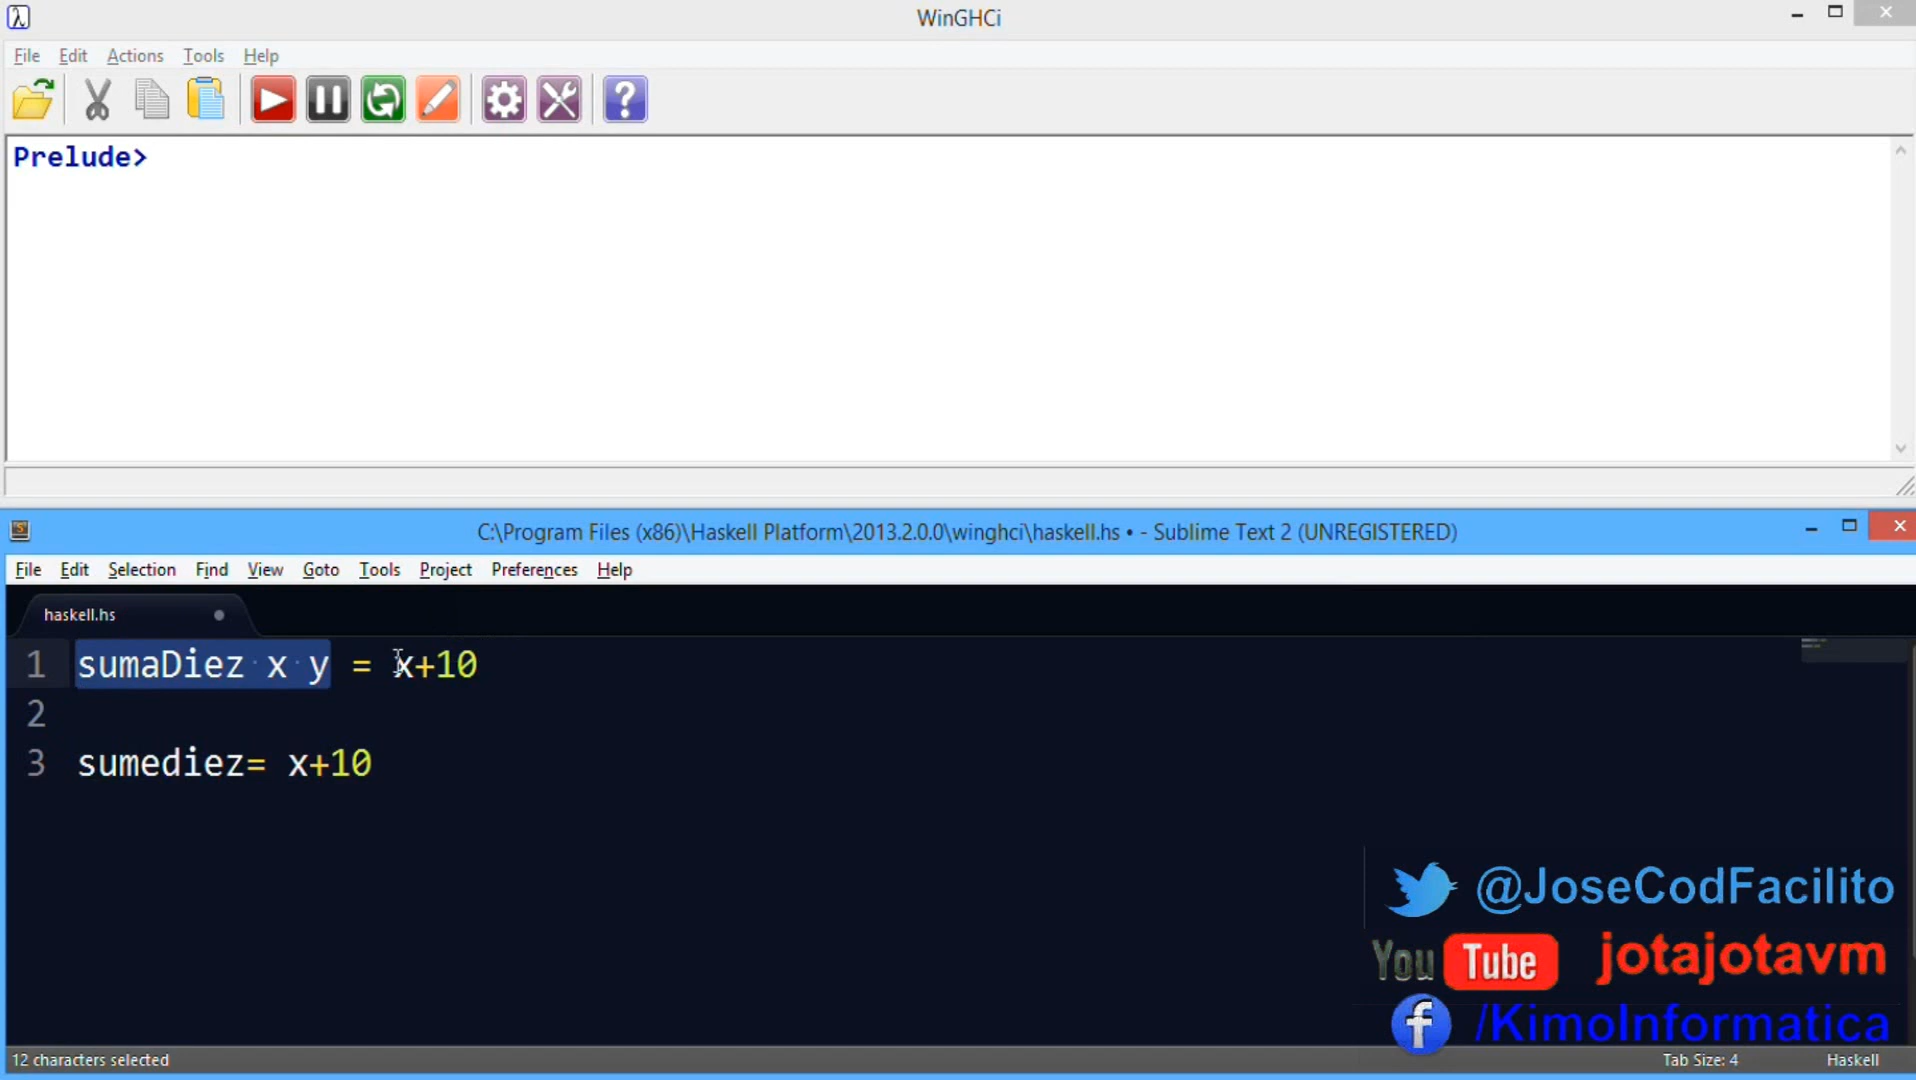 WinGHCi
File Edit Actions Tools Help
Prelude>
C:\Program Files (x86)\Haskell Platform\2013.2.0.0\winghci\haskell.hs • - Sublime Text 2 (UNREGISTERED)
File Edit Selection Find View Goto Tools Project Preferences Help
haskell.hs
1 sumaDiez x y = x+10
2
3 sumediez= x+10
@JoseCodFacilito
You Tube jotajotavm
f /KimoInformatica
12 characters selected Tab Size: 4 Haskell